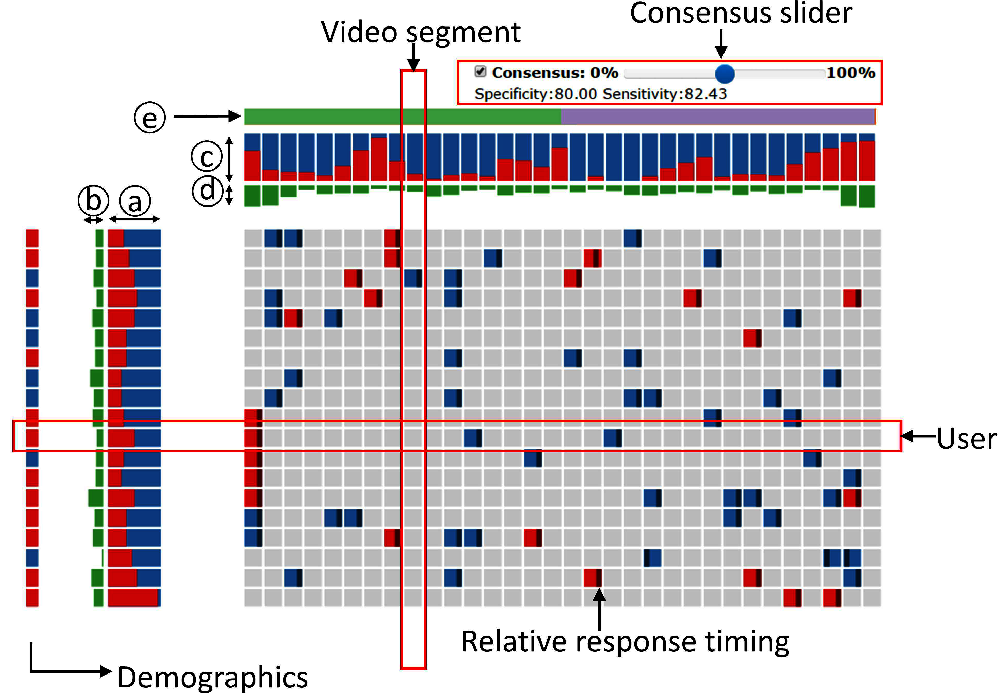 Consensus slider
Video segment
Consensus: 0% 100%
Specificity:80.00 Sensitivity:82.43
e
c
d
b a
User
Relative response timing
Demographics